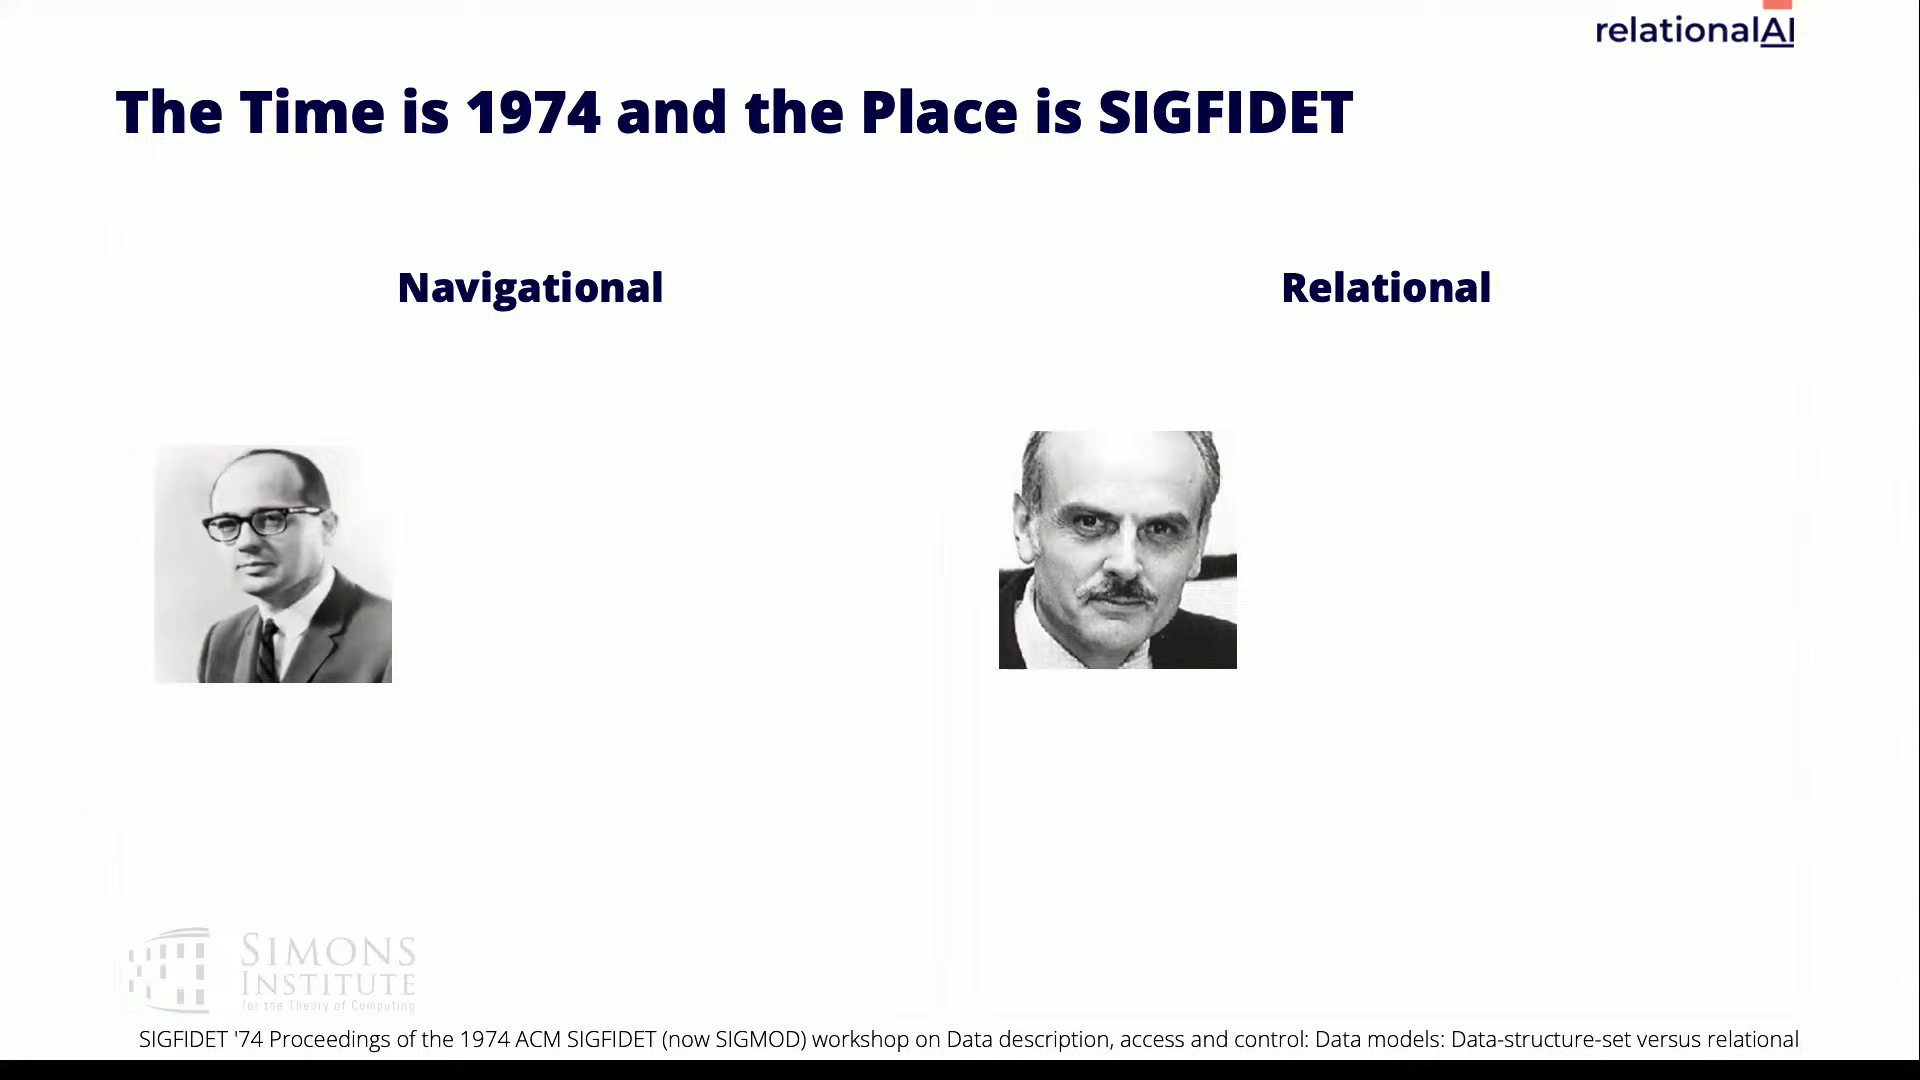 relationalAI
The Time is 1974 and the Place is SIGFIDET
Navigational
Relational
SIMONS
INSTITUTE
for the Theory of Computing
SIGFIDET '74 Proceedings of the 1974 ACM SIGFIDET (now SIGMOD) workshop on Data description, access and control: Data models: Data-structure-set versus relational